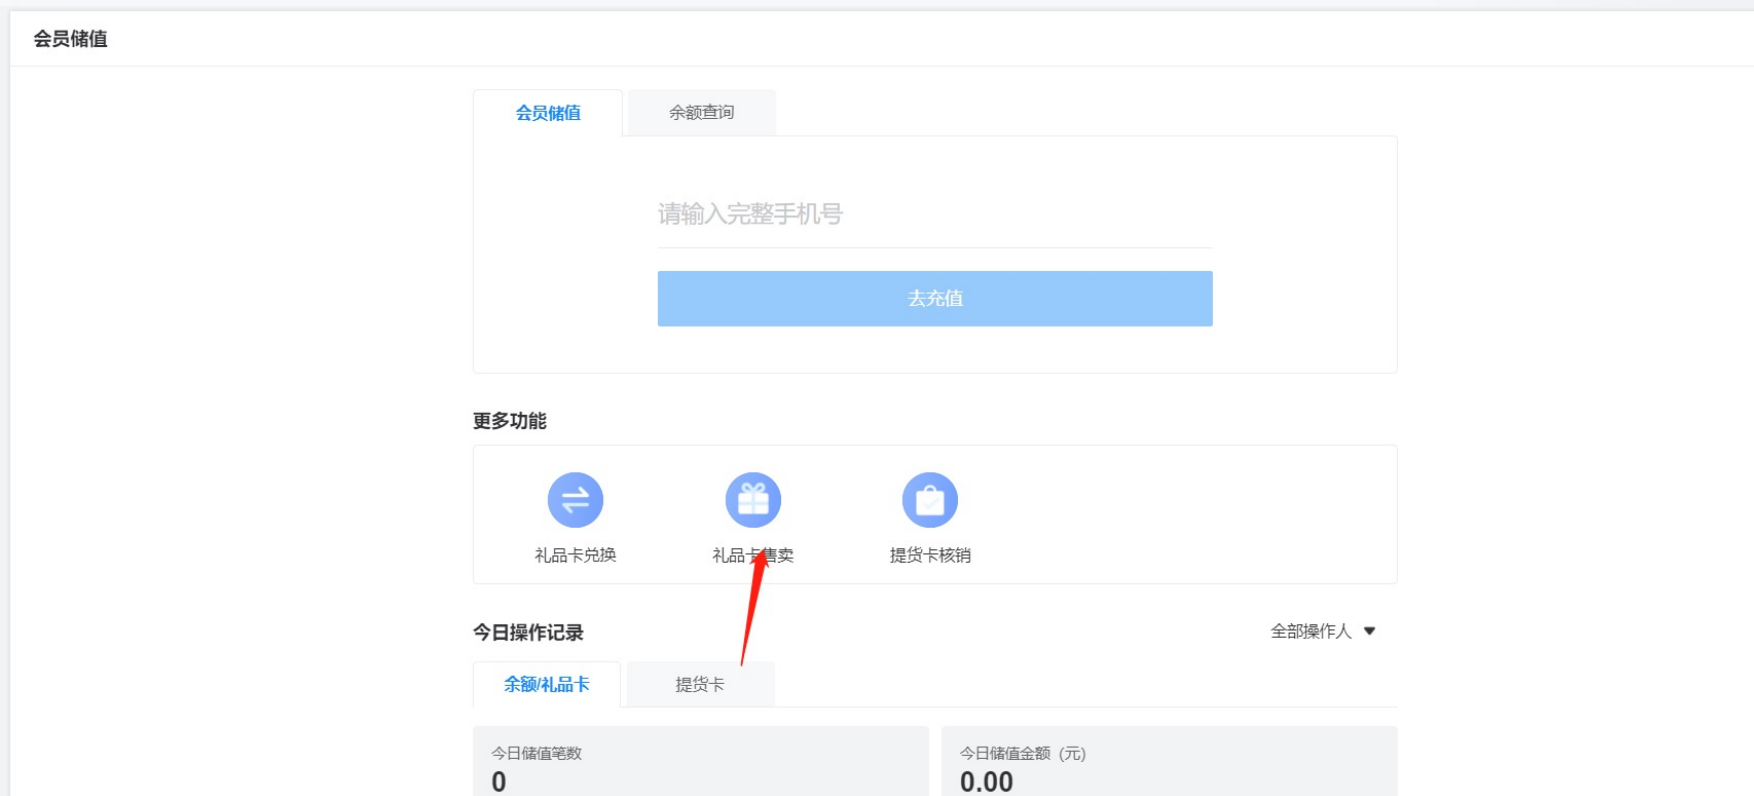 会员储值
会员储值 余额查询
请输入完整手机号
去充值
更多功能
礼品卡兑换 礼品卡售卖 提货卡核销
今日操作记录 全部操作人
余额/礼品卡 提货卡
今日储值笔数 今日储值金额 (元)
0 0.00